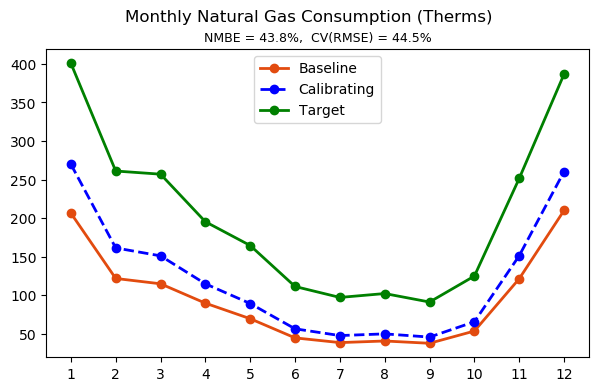 Monthly Natural Gas Consumption (Therms)
NMBE = 43.8%,  CV(RMSE) = 44.5%
Baseline
Calibrating
Target
400
350
300
250
200
150
100
50
1 2 3 4 5 6 7 8 9 10 11 12